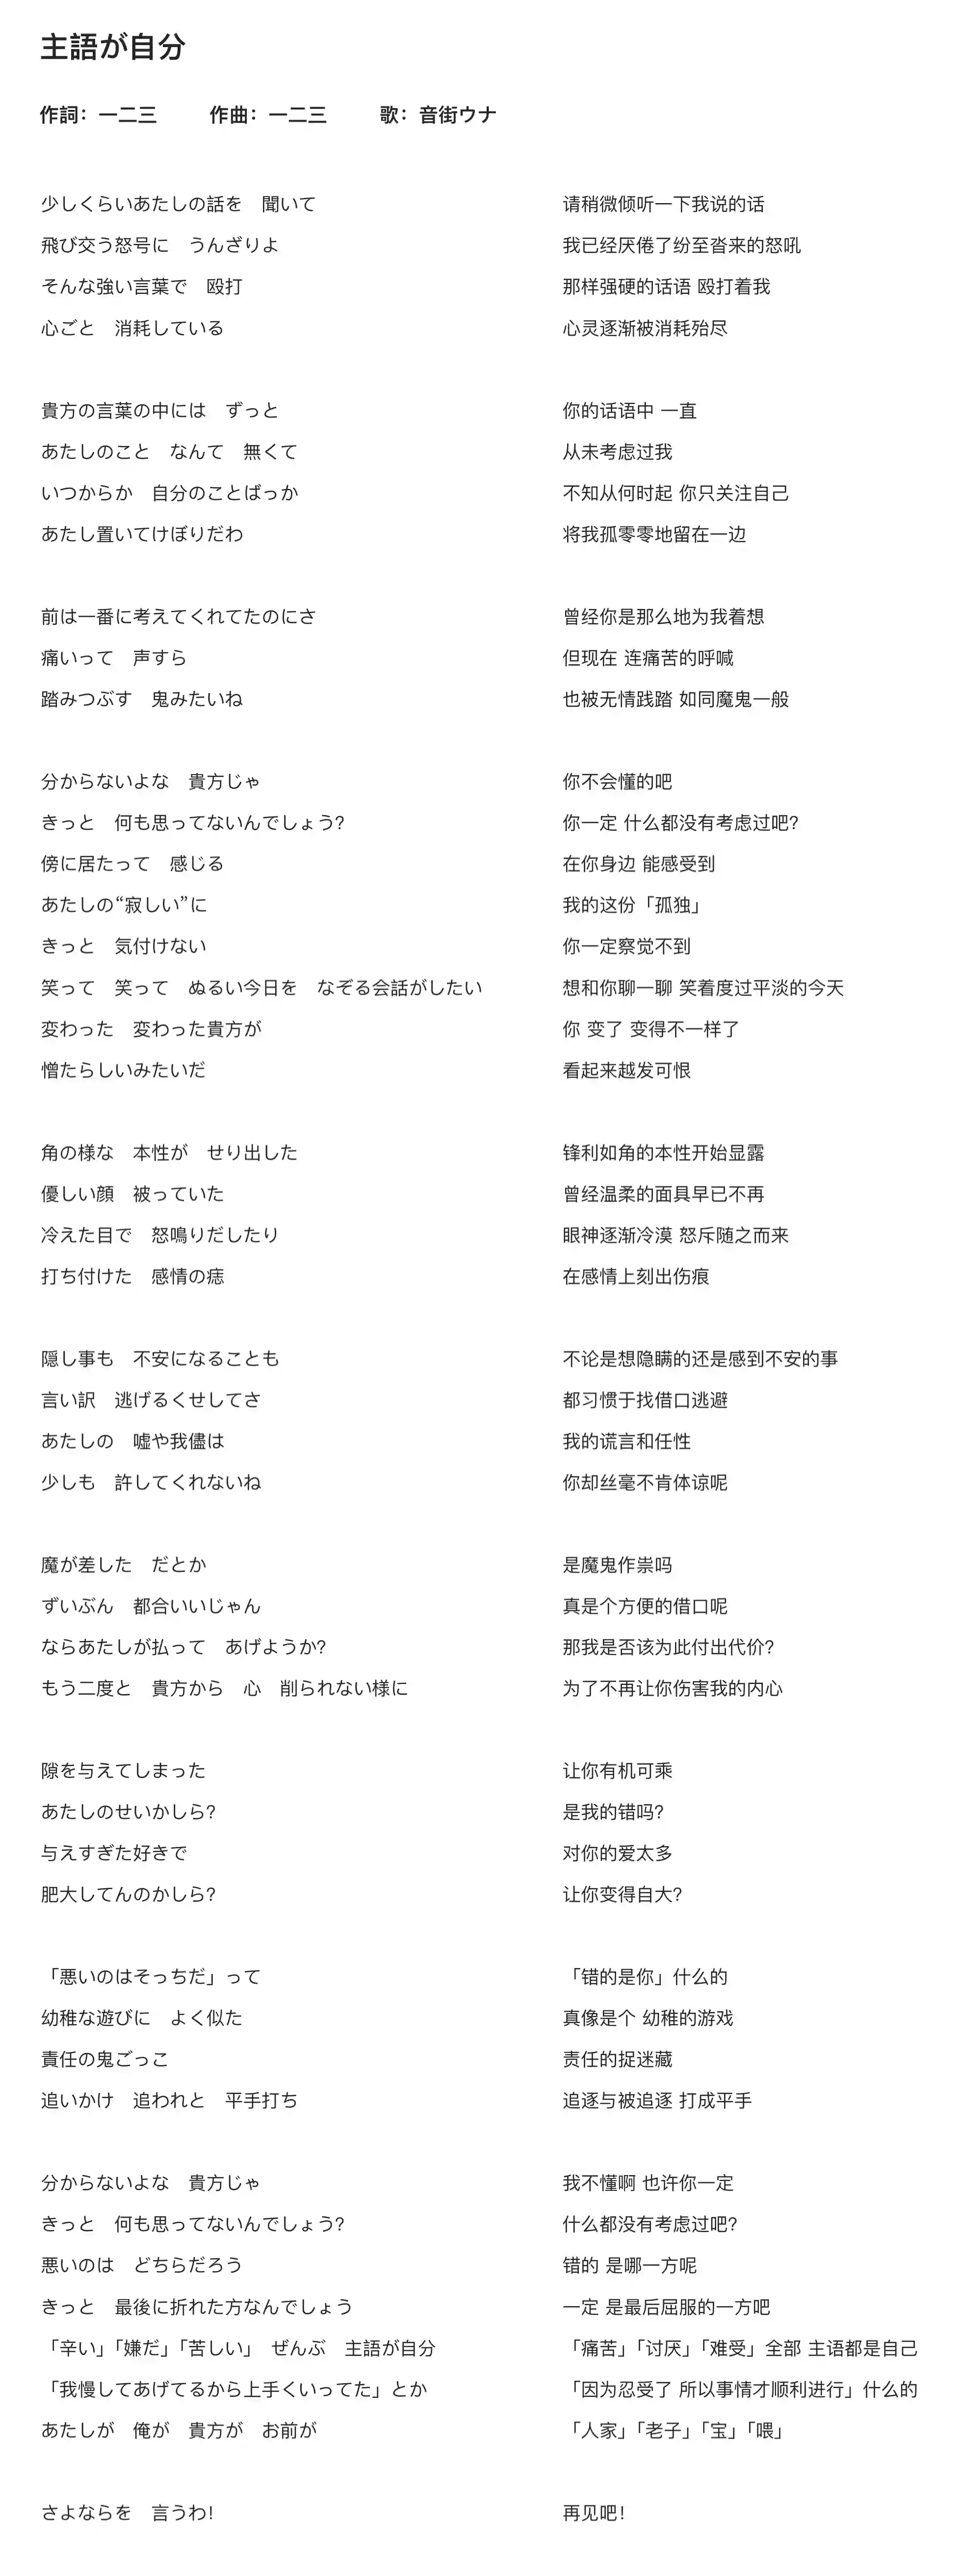 主語が自分
作詞：一二三　作曲：一二三　歌：音街ウナ
少しくらいあたしの話を　聞いて　请稍微倾听一下我说的话
飛び交う怒号に　うんざりよ　我已经厌倦了纷至沓来的怒吼
そんな強い言葉で　殴打　那样强硬的话语 殴打着我
心ごと　消耗している　心灵逐渐被消耗殆尽
貴方の言葉の中には　ずっと　你的话语中 一直
あたしのこと　なんて　無くて　从未考虑过我
いつからか　自分のことばっか　不知从何时起 你只关注自己
あたし置いてけぼりだわ　将我孤零零地留在一边
前は一番に考えてくれてたのにさ　曾经你是那么地为我着想
痛いって　声すら　但现在 连痛苦的呼喊
踏みつぶす　鬼みたいね　也被无情践踏 如同魔鬼一般
分からないよな　貴方じゃ　你不会懂的吧
きっと　何も思ってないんでしょう?　你一定 什么都没有考虑过吧?
傍に居たって　感じる　在你身边 能感受到
あたしの“寂しい”に　我的这份「孤独」
きっと　気付けない　你一定察觉不到
笑って　笑って　ぬるい今日を　なぞる会話がしたい　想和你聊一聊 笑着度过平淡的今天
変わった　変わった貴方が　你 变了 变得不一样了
憎たらしいみたいだ　看起来越发可恨
角の様な　本性が　せり出した　锋利如角的本性开始显露
優しい顔　被っていた　曾经温柔的面具早已不再
冷えた目で　怒鳴りだしたり　眼神逐渐冷漠 怒斥随之而来
打ち付けた　感情の痣　在感情上刻出伤痕
隠し事も　不安になることも　不论是想隐瞒的还是感到不安的事
言い訳　逃げるくせしてさ　都习惯于找借口逃避
あたしの　嘘や我儘は　我的谎言和任性
少しも　許してくれないね　你却丝毫不肯体谅呢
魔が差した　だとか　是魔鬼作祟吗
ずいぶん　都合いいじゃん　真是个方便的借口呢
ならあたしが払って　あげようか?　那我是否该为此付出代价?
もう二度と　貴方から　心　削られない様に　为了不再让你伤害我的内心
隙を与えてしまった　让你有机可乘
あたしのせいかしら?　是我的错吗?
与えすぎた好きで　对你的爱太多
肥大してんのかしら?　让你变得自大?
「悪いのはそっちだ」って　「错的是你」什么的
幼稚な遊びに　よく似た　真像是个 幼稚的游戏
責任の鬼ごっこ　责任的捉迷藏
追いかけ　追われと　平手打ち　追逐与被追逐 打成平手
分からないよな　貴方じゃ　我不懂啊 也许你一定
きっと　何も思ってないんでしょう?　什么都没有考虑过吧?
悪いのは　どちらだろう　错的 是哪一方呢
きっと　最後に折れた方なんでしょう　一定 是最后屈服的一方吧
「辛い」「嫌だ」「苦しい」　ぜんぶ　主語が自分　「痛苦」「讨厌」「难受」全部 主语都是自己
「我慢してあげてるから上手くいってた」とか　「因为忍受了 所以事情才顺利进行」什么的
あたしが　俺が　貴方が　お前が　「人家」「老子」「宝」「喂」
さよならを　言うわ!　再见吧!